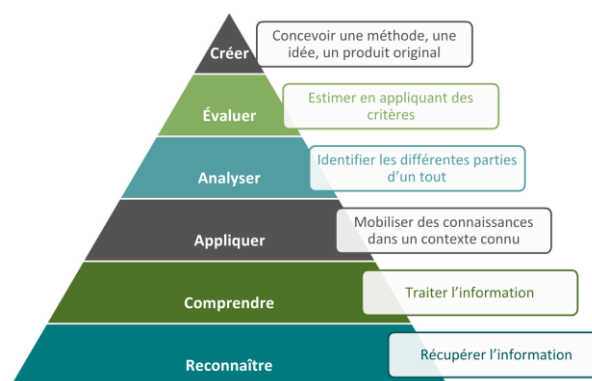 Créer
Concevoir une méthode, une
idée, un produit original
Évaluer
Estimer en appliquant des
critères
Analyser
Identifier les différentes parties
d’un tout
Appliquer
Mobiliser des connaissances
dans un contexte connu
Comprendre
Traiter l’information
Reconnaître
Récupérer l’information